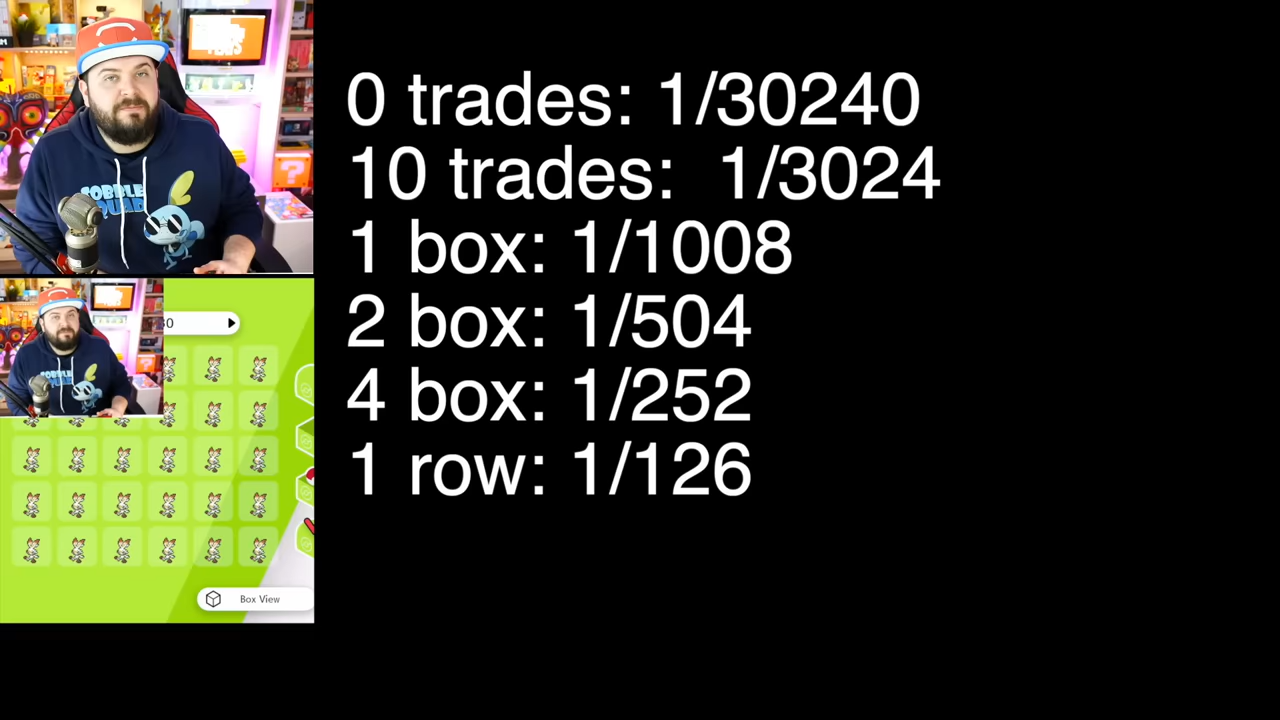 0 trades: 1/30240
10 trades: 1/3024
1 box: 1/1008
2 box: 1/504
4 box: 1/252
1 row: 1/126
Box View